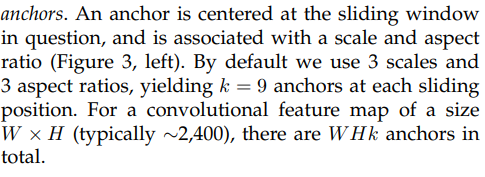 anchors. An anchor is centered at the sliding window
in question, and is associated with a scale and aspect
ratio (Figure 3, left). By default we use 3 scales and
3 aspect ratios, yielding k = 9 anchors at each sliding
position. For a convolutional feature map of a size
W × H (typically ∼2,400), there are WHk anchors in
total.